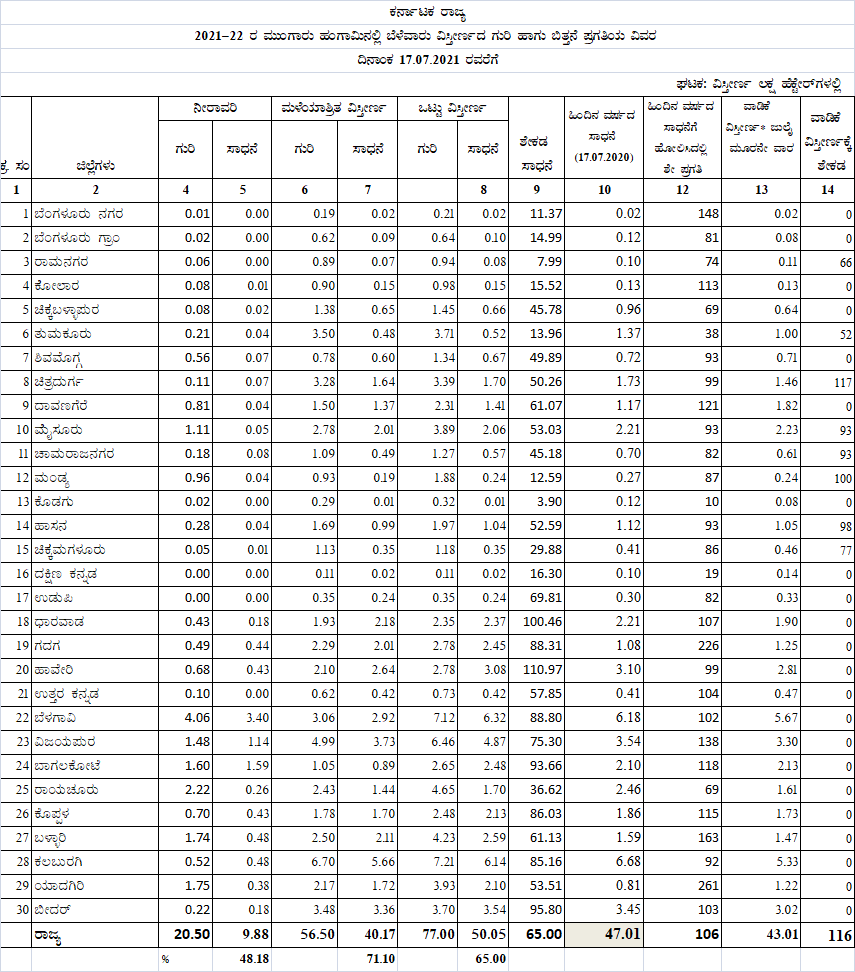 ಕರ್ನಾಟಕ ರಾಜ್ಯ
2021–22 ರ ಮುಂಗಾರು ಹಂಗಾಮಿನಲ್ಲಿ ಬೆಳೆವಾರು ವಿಸ್ತೀರ್ಣದ ಗುರಿ ಹಾಗು ಬಿತ್ತನೆ ಪ್ರಗತಿಯ ವಿವರ
ದಿನಾಂಕ 17.07.2021 ರವರೆಗೆ
ಘಟಕ: ವಿಸ್ತೀರ್ಣ ಲಕ್ಷ ಹೆಕ್ಟೇರ್‌ಗಳಲ್ಲಿ
ಕ್ರ. ಸಂ ಜಿಲ್ಲೆಗಳು ನೀರಾವರಿ ಮಳೆಯಾಶ್ರಿತ ವಿಸ್ತೀರ್ಣ ಒಟ್ಟು ವಿಸ್ತೀರ್ಣ ಶೇಕಡ ಸಾಧನೆ ಹಿಂದಿನ ವರ್ಷದ ಸಾಧನೆ (17.07.2020) ಹಿಂದಿನ ವರ್ಷದ ಸಾಧನೆಗೆ ಹೋಲಿಸಿದಲ್ಲಿ ಶೇ ಪ್ರಗತಿ ವಾಡಿಕೆ ವಿಸ್ತೀರ್ಣ* ಜುಲೈ ಮೂರನೇ ವಾರ ವಾಡಿಕೆ ವಿಸ್ತೀರ್ಣಕ್ಕೆ ಶೇಕಡ
ಗುರಿ ಸಾಧನೆ ಗುರಿ ಸಾಧನೆ ಗುರಿ ಸಾಧನೆ
1 2 4 5 6 7 8 9 10 12 13 14
1 ಬೆಂಗಳೂರು ನಗರ 0.01 0.00 0.19 0.02 0.21 0.02 11.37 0.02 148 0.02 0
2 ಬೆಂಗಳೂರು ಗ್ರಾಂ 0.02 0.00 0.62 0.09 0.64 0.10 14.99 0.12 81 0.08 0
3 ರಾಮನಗರ 0.06 0.00 0.89 0.07 0.94 0.08 7.99 0.10 74 0.11 66
4 ಕೋಲಾರ 0.08 0.01 0.90 0.15 0.98 0.15 15.52 0.13 113 0.13 0
5 ಚಿಕ್ಕಬಳ್ಳಾಪುರ 0.08 0.02 1.38 0.65 1.45 0.66 45.78 0.96 69 0.64 0
6 ತುಮಕೂರು 0.21 0.04 3.50 0.48 3.71 0.52 13.96 1.37 38 1.00 52
7 ಶಿವಮೊಗ್ಗ 0.56 0.07 0.78 0.60 1.34 0.67 49.89 0.72 93 0.71 0
8 ಚಿತ್ರದುರ್ಗ 0.11 0.07 3.28 1.64 3.39 1.70 50.26 1.73 99 1.46 117
9 ದಾವಣಗೆರೆ 0.81 0.04 1.50 1.37 2.31 1.41 61.07 1.17 121 1.82 0
10 ಮೈಸೂರು 1.11 0.05 2.78 2.01 3.89 2.06 53.03 2.21 93 2.23 93
11 ಚಾಮರಾಜನಗರ 0.18 0.08 1.09 0.49 1.27 0.57 45.18 0.70 82 0.61 93
12 ಮಂಡ್ಯ 0.96 0.04 0.93 0.19 1.88 0.24 12.59 0.27 87 0.24 100
13 ಕೊಡಗು 0.02 0.00 0.29 0.01 0.32 0.01 3.90 0.12 10 0.08 0
14 ಹಾಸನ 0.28 0.04 1.69 0.99 1.97 1.04 52.59 1.12 93 1.05 98
15 ಚಿಕ್ಕಮಗಳೂರು 0.05 0.01 1.13 0.35 1.18 0.35 29.88 0.41 86 0.46 77
16 ದಕ್ಷಿಣ ಕನ್ನಡ 0.00 0.00 0.11 0.02 0.11 0.02 16.30 0.10 19 0.14 0
17 ಉಡುಪಿ 0.00 0.00 0.35 0.24 0.35 0.24 69.81 0.30 82 0.33 0
18 ಧಾರವಾಡ 0.43 0.18 1.93 2.18 2.35 2.37 100.46 2.21 107 1.90 0
19 ಗದಗ 0.49 0.44 2.29 2.01 2.78 2.45 88.31 1.08 226 1.25 0
20 ಹಾವೇರಿ 0.68 0.43 2.10 2.64 2.78 3.08 110.97 3.10 99 2.81 0
21 ಉತ್ತರ ಕನ್ನಡ 0.10 0.00 0.62 0.42 0.73 0.42 57.85 0.41 104 0.47 0
22 ಬೆಳಗಾವಿ 4.06 3.40 3.06 2.92 7.12 6.32 88.80 6.18 102 5.67 0
23 ವಿಜಯಪುರ 1.48 1.14 4.99 3.73 6.46 4.87 75.30 3.54 138 3.30 0
24 ಬಾಗಲಕೋಟೆ 1.60 1.59 1.05 0.89 2.65 2.48 93.66 2.10 118 2.13 0
25 ರಾಯಚೂರು 2.22 0.26 2.43 1.44 4.65 1.70 36.62 2.46 69 1.61 0
26 ಕೊಪ್ಪಳ 0.70 0.43 1.78 1.70 2.48 2.13 86.03 1.86 115 1.73 0
27 ಬಳ್ಳಾರಿ 1.74 0.48 2.50 2.11 4.23 2.59 61.13 1.59 163 1.47 0
28 ಕಲಬುರಗಿ 0.52 0.48 6.70 5.66 7.21 6.14 85.16 6.68 92 5.33 0
29 ಯಾದಗಿರಿ 1.75 0.38 2.17 1.72 3.93 2.10 53.51 0.81 261 1.22 0
30 ಬೀದರ್ 0.22 0.18 3.48 3.36 3.70 3.54 95.80 3.45 103 3.02 0
ರಾಜ್ಯ 20.50 9.88 56.50 40.17 77.00 50.05 65.00 47.01 106 43.01 116
% 48.18 71.10 65.00